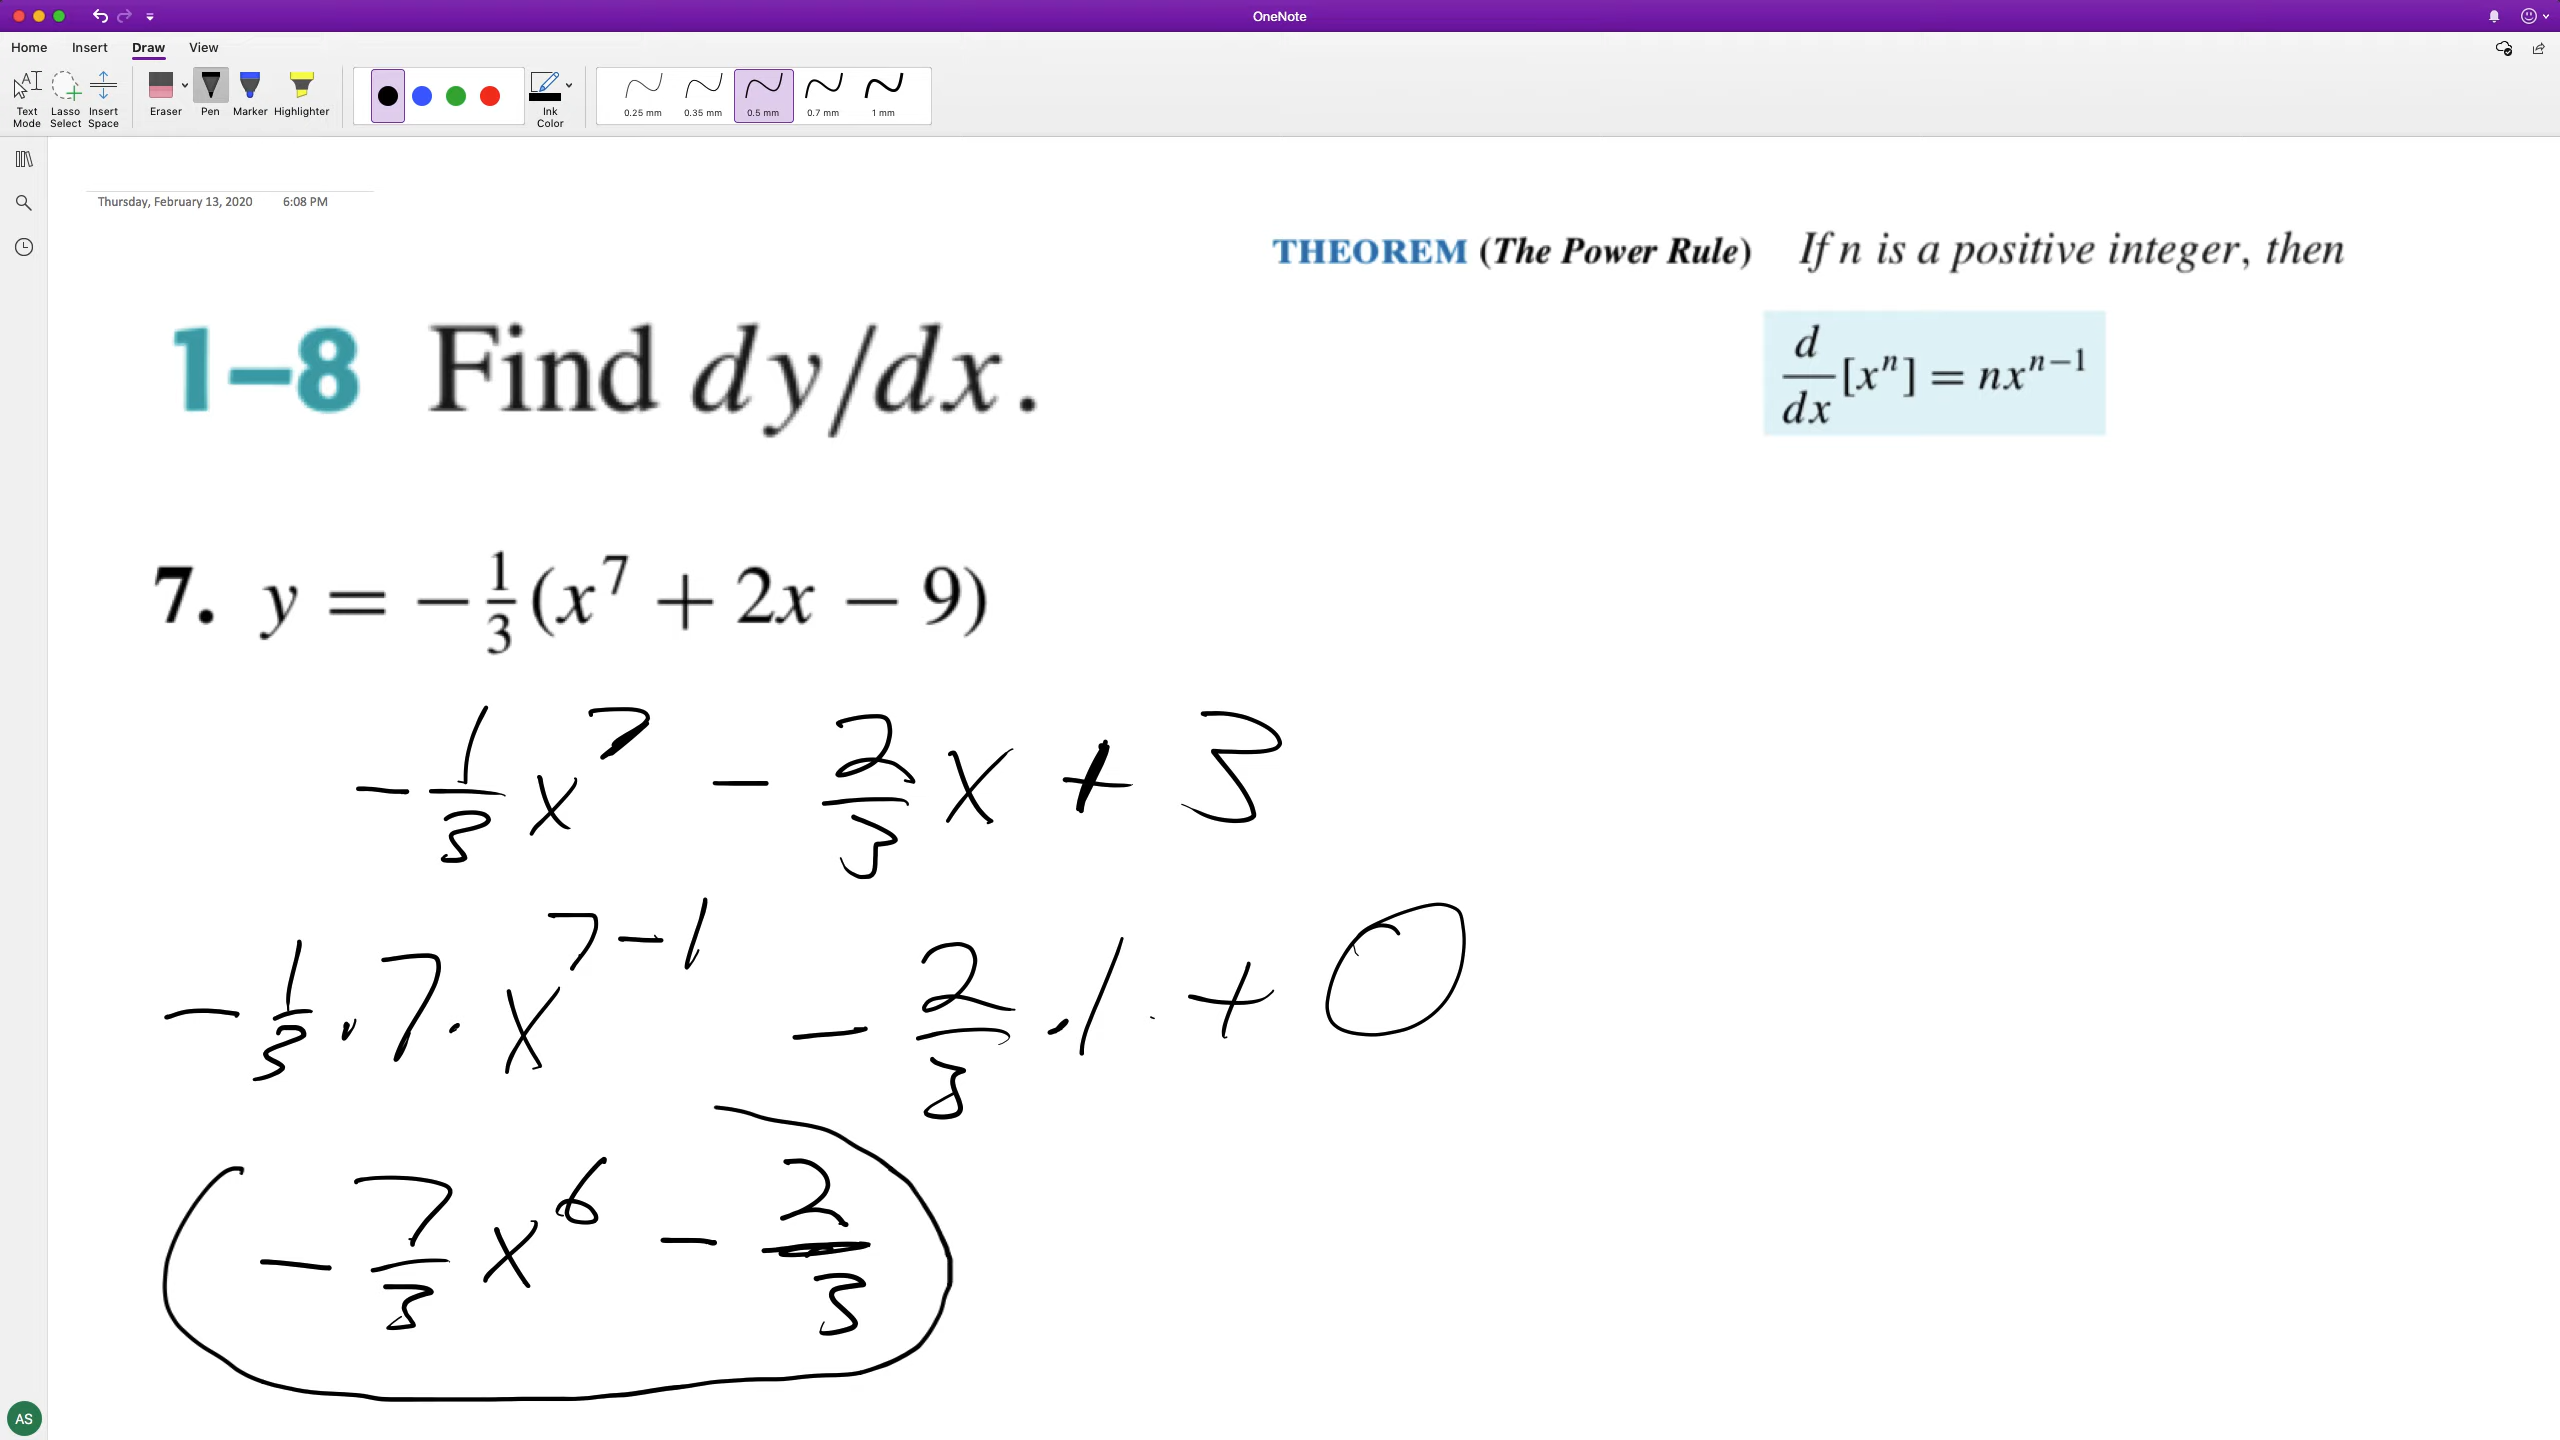 OneNote
Home Insert Draw View
Text Mode Lasso Select Insert Space Eraser Pen Marker Highlighter Ink Color 0.25 mm 0.35 mm 0.5 mm 0.7 mm 1 mm
Thursday, February 13, 2020 6:08 PM
THEOREM (The Power Rule) If n is a positive integer, then
d/dx [xⁿ] = nxⁿ⁻¹
1–8 Find dy/dx.
7. y = −1/3(x⁷ + 2x − 9)
−1/3 x⁷ − 2/3 x + 3
−1/3 · 7 · x⁷⁻¹ − 2/3 · 1 · + 0
−7/3 x⁶ − 2/3
AS